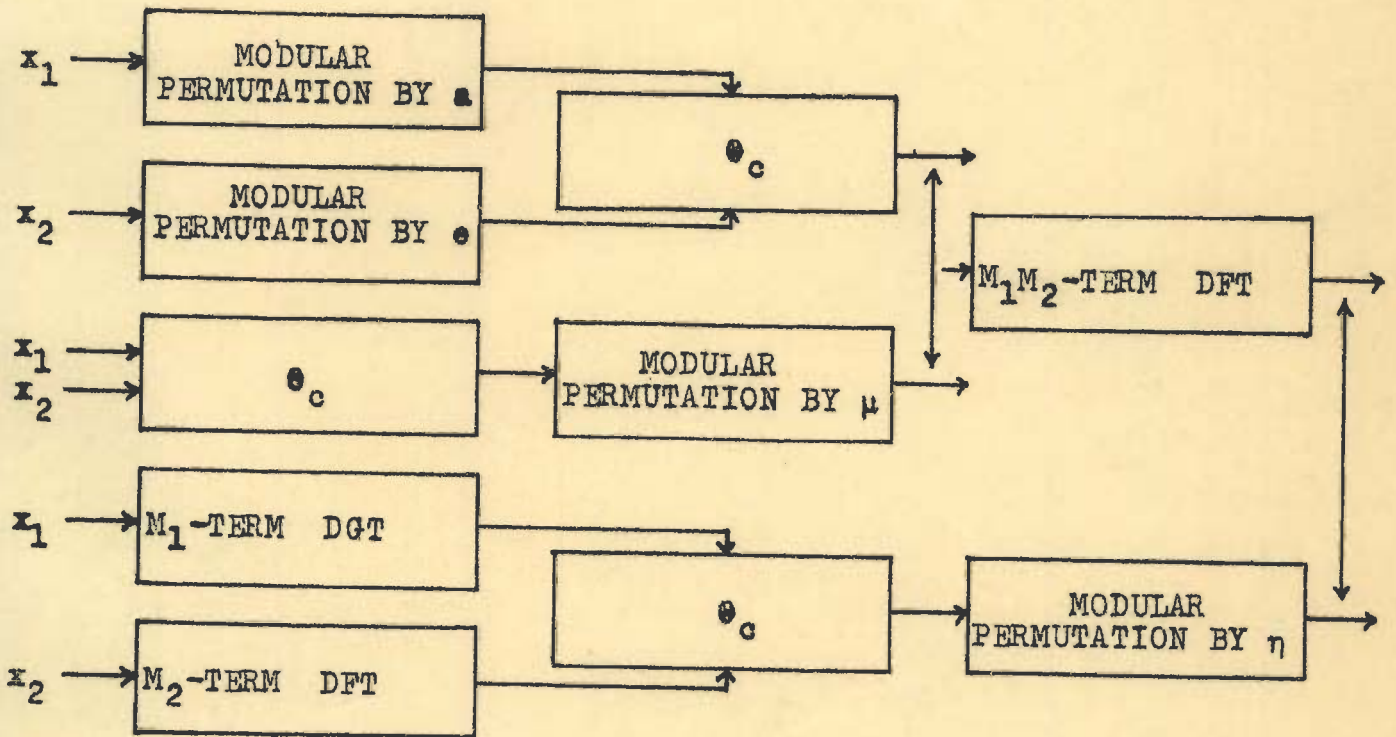 x₁
MODULAR
PERMUTATION BY a
θc
x₂
MODULAR
PERMUTATION BY e
M₁M₂-TERM DFT
x₁
x₂
θc
MODULAR
PERMUTATION BY μ
x₁
M₁-TERM DGT
θc
MODULAR
PERMUTATION BY η
x₂
M₂-TERM DFT